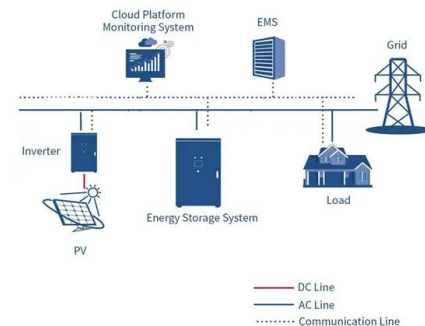 Cloud Platform
Monitoring System
EMS
Grid
Inverter
Energy Storage System
Load
PV
DC Line
AC Line
Communication Line